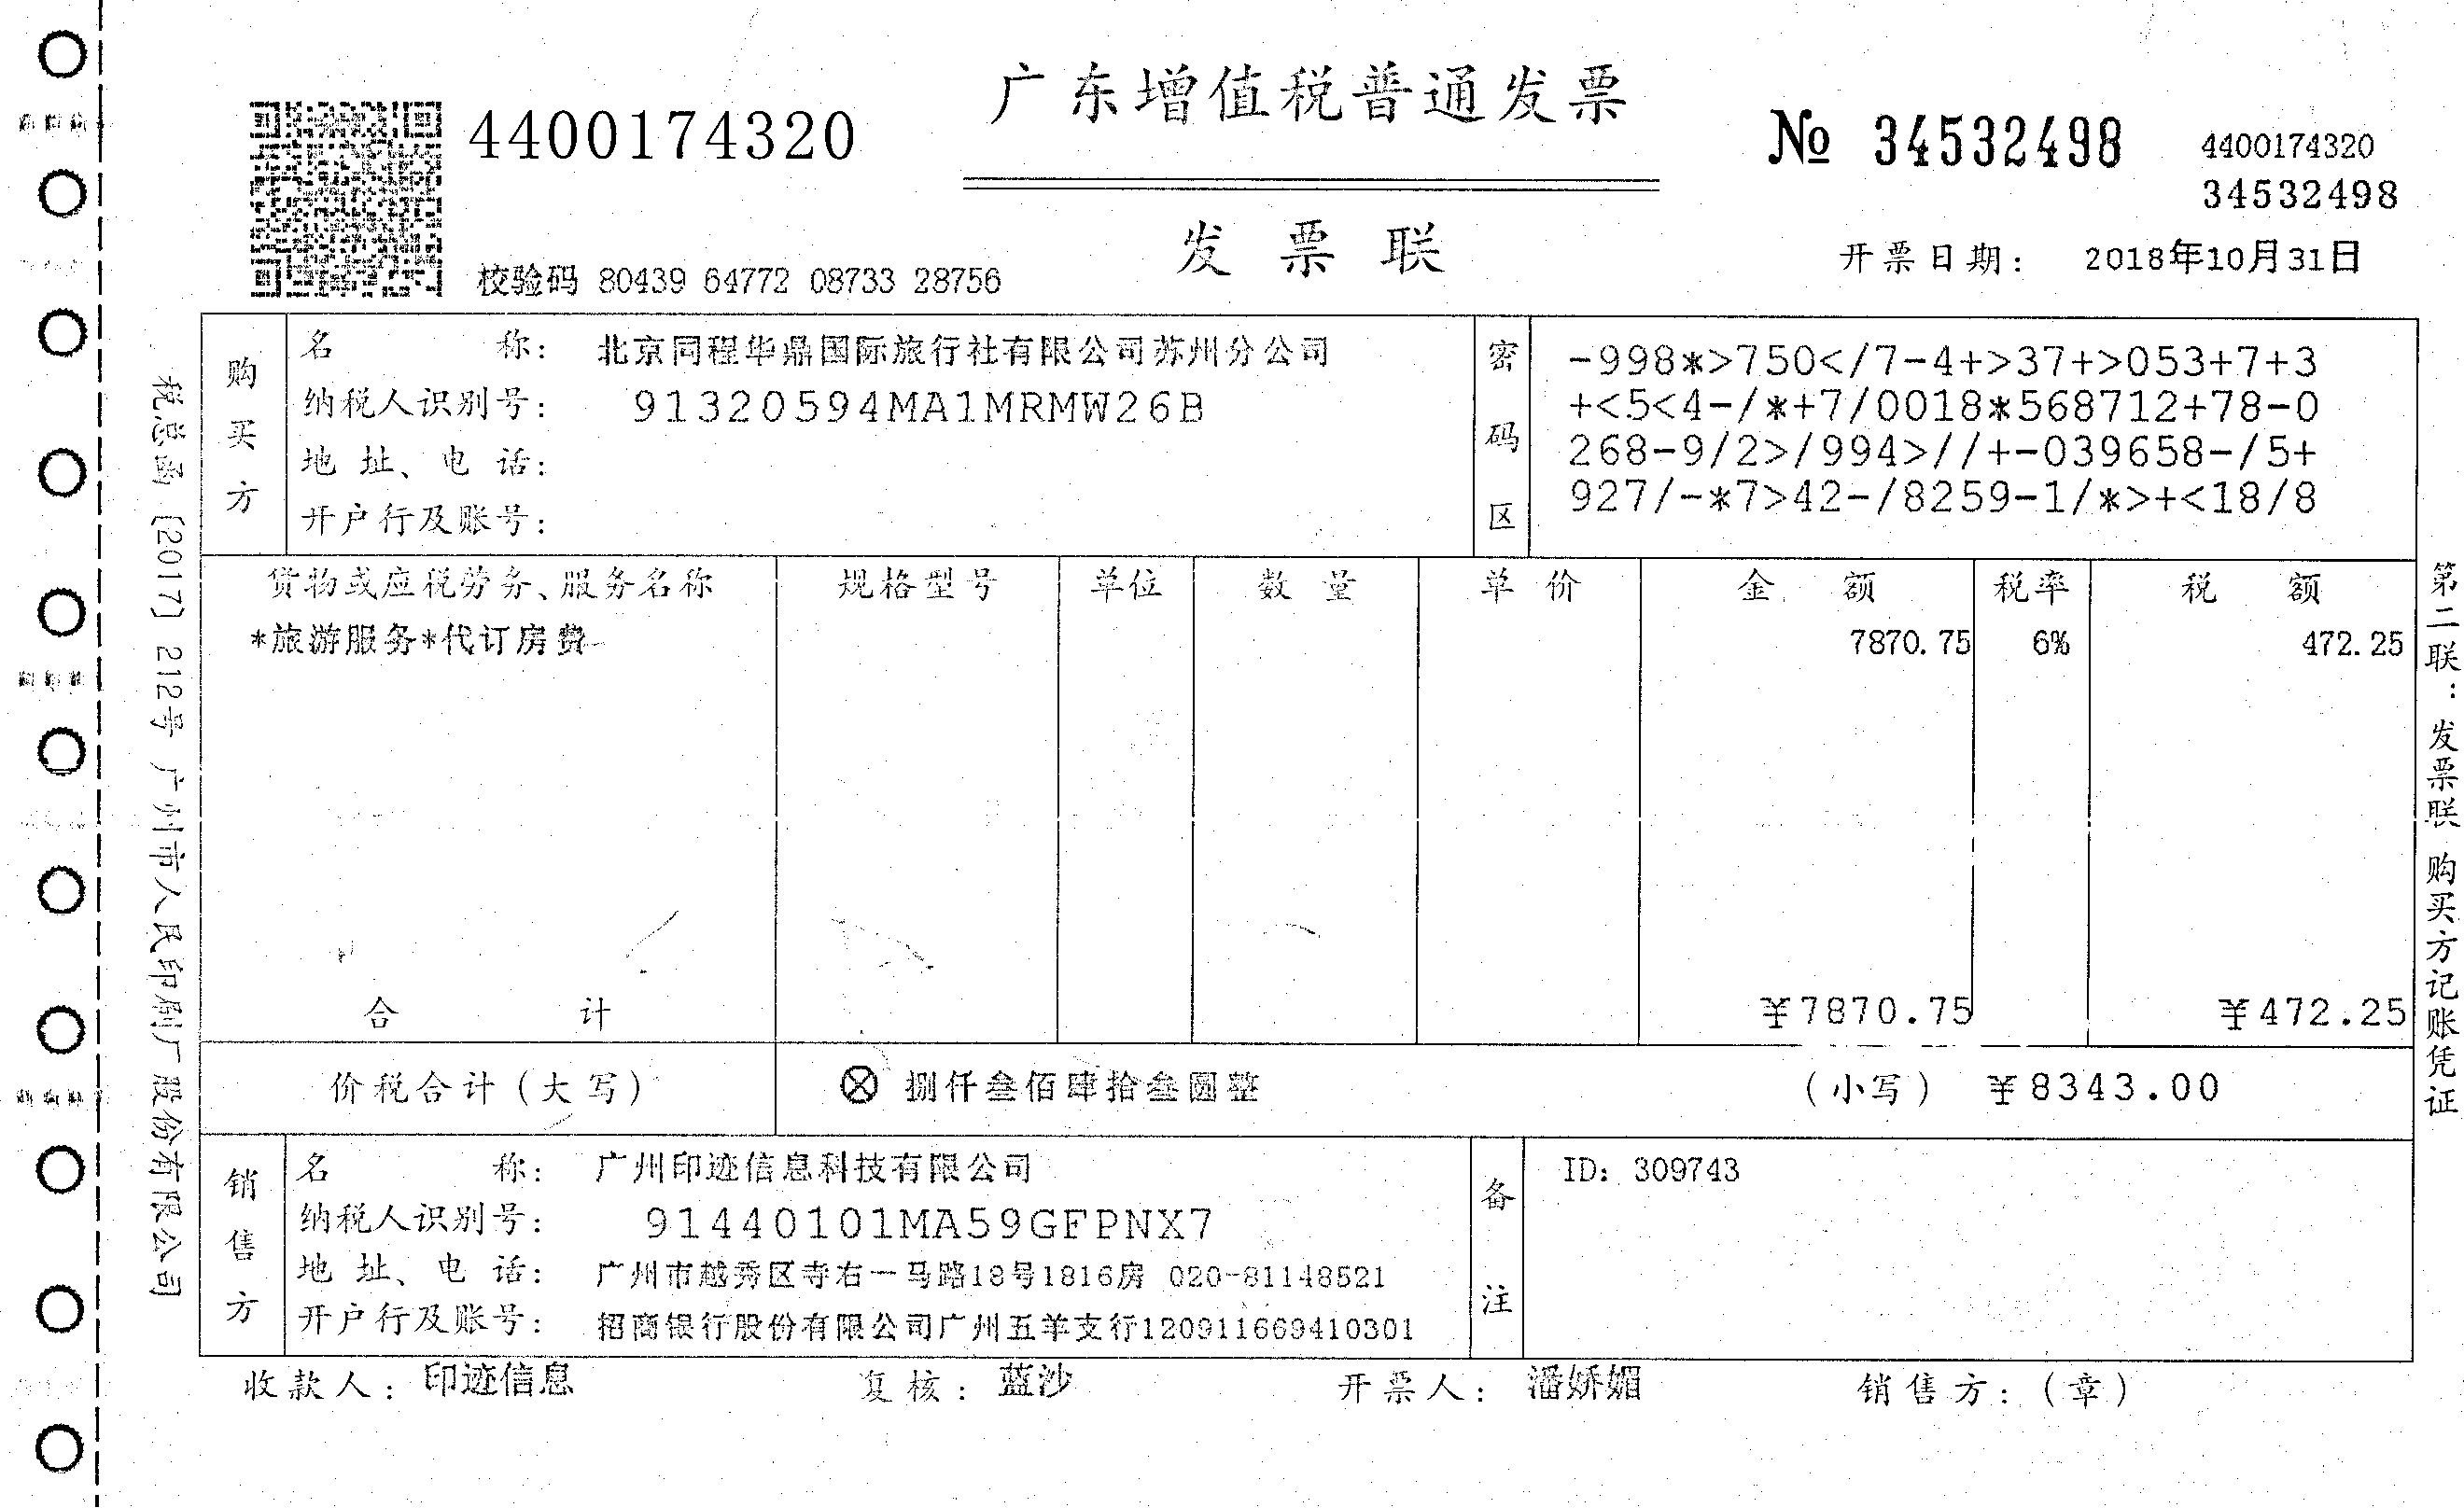 广东增值税普通发票
4400174320
№ 34532498
4400174320
34532498
发票联
校验码 80439 64772 08733 28756
开票日期: 2018年10月31日
购买方
名称: 北京同程华鼎国际旅行社有限公司苏州分公司
纳税人识别号: 91320594MA1MRMW26B
地址、电话:
开户行及账号:
密码区
-998*>750</7-4+>37+>053+7+3
+<5<4-/*+7/0018*568712+78-0
268-9/2>/994>//+-039658-/5+
927/-*7>42-/8259-1/*>+<18/8
货物或应税劳务、服务名称 规格型号 单位 数量 单价 金额 税率 税额
*旅游服务*代订房费 7870.75 6% 472.25
合计 ¥7870.75 ¥472.25
价税合计(大写) ⊗ 捌仟叁佰肆拾叁圆整 (小写) ¥8343.00
销售方
名称: 广州印迹信息科技有限公司
纳税人识别号: 91440101MA59GFPNX7
地址、电话: 广州市越秀区寺右一马路18号1816房 020-81148521
开户行及账号: 招商银行股份有限公司广州五羊支行120911669410301
备注
ID: 309743
收款人: 印迹信息 复核: 蓝沙 开票人: 潘娇媚 销售方: (章)
税总函〔2017〕212号 广州市人民印刷厂股份有限公司
第二联: 发票联 购买方记账凭证